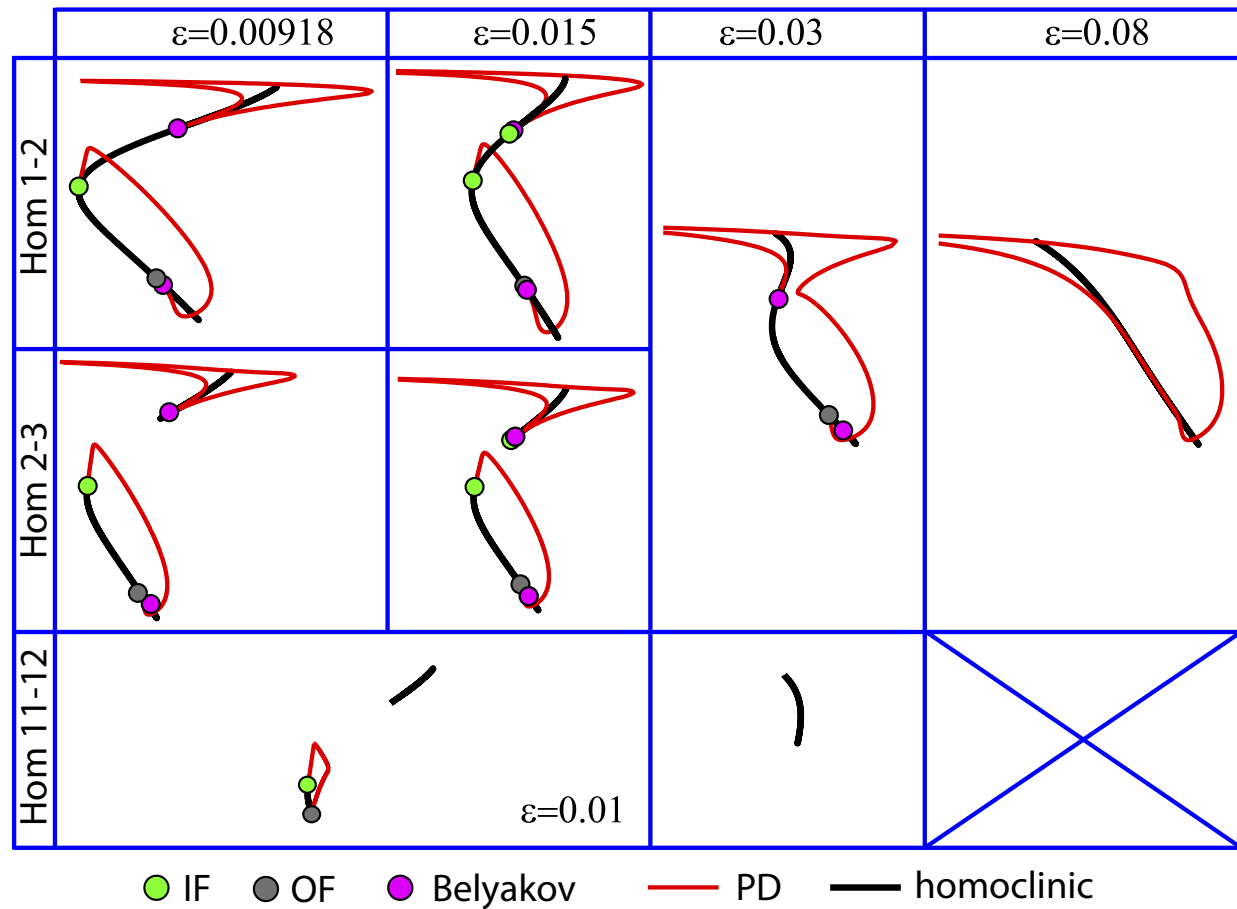 ε=0.00918 ε=0.015 ε=0.03 ε=0.08
Hom 1-2
Hom 2-3
Hom 11-12
ε=0.01
IF OF Belyakov PD homoclinic